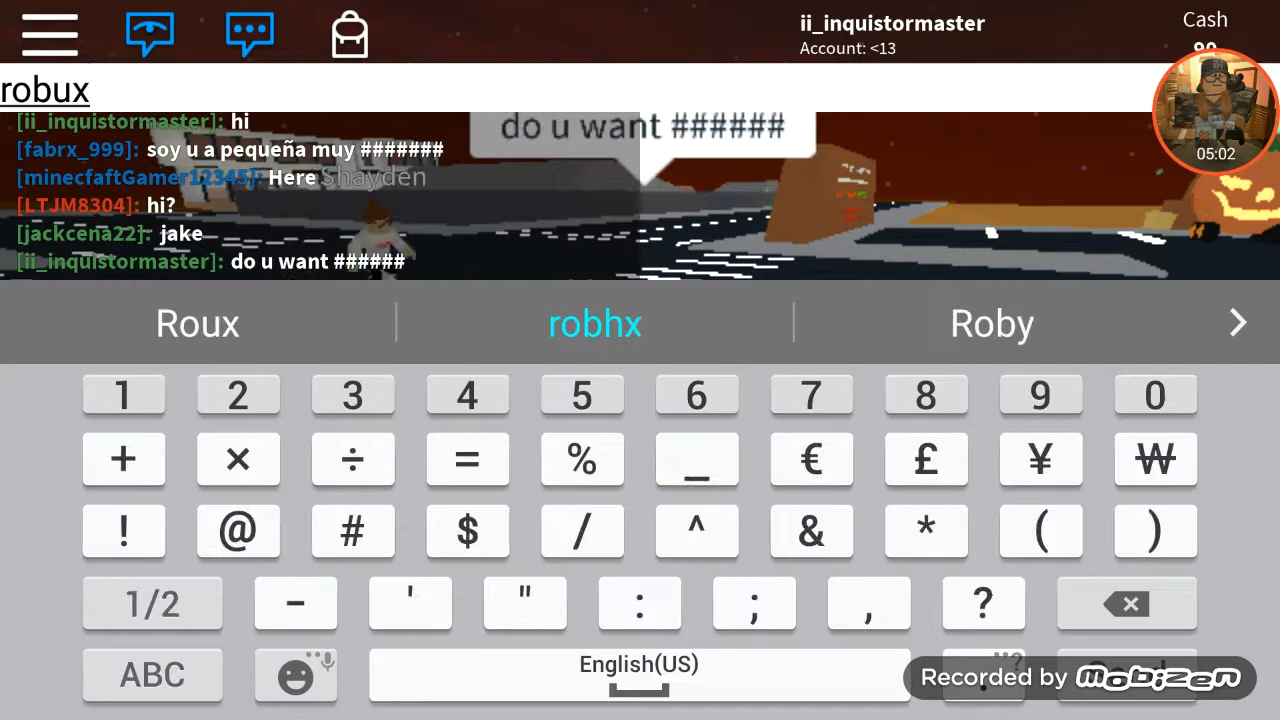 ii_inquistormaster
Account: <13
Cash
90
robux
do u want ######
[ii_inquistormaster]: hi
[fabrx_999]: soy u a pequeña muy #######
[minecfaftGamer12345]: Here
Shayden
[LTJM8304]: hi?
[jackcena22]: jake
[ii_inquistormaster]: do u want ######
05:02
Roux robhx Roby
1 2 3 4 5 6 7 8 9 0
+ × ÷ = % _ € £ ¥ ₩
! @ # $ / ^ & * ( )
1/2 - ' " : ; , ?
ABC English(US)
Recorded by mobizen